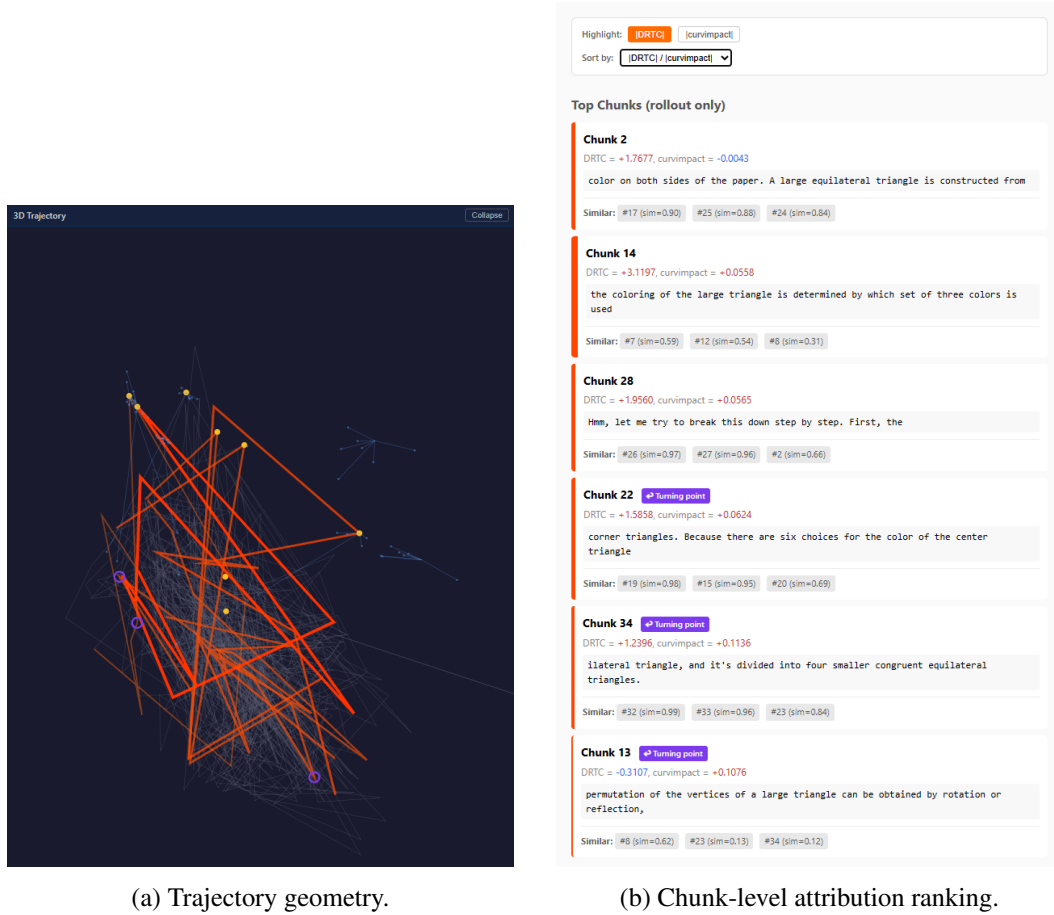 3D Trajectory
Collapse
(a) Trajectory geometry.
Highlight: |DRTC| |curvimpact|
Sort by: |DRTC| / |curvimpact|
Top Chunks (rollout only)
Chunk 2
DRTC = +1.7677, curvimpact = -0.0043
color on both sides of the paper. A large equilateral triangle is constructed from
Similar: #17 (sim=0.90) #25 (sim=0.88) #24 (sim=0.84)
Chunk 14
DRTC = +3.1197, curvimpact = +0.0558
the coloring of the large triangle is determined by which set of three colors is
used
Similar: #7 (sim=0.59) #12 (sim=0.54) #8 (sim=0.31)
Chunk 28
DRTC = +1.9560, curvimpact = +0.0565
Hmm, let me try to break this down step by step. First, the
Similar: #26 (sim=0.97) #27 (sim=0.96) #2 (sim=0.66)
Chunk 22 ↩ Turning point
DRTC = +1.5858, curvimpact = +0.0624
corner triangles. Because there are six choices for the color of the center
triangle
Similar: #19 (sim=0.98) #15 (sim=0.95) #20 (sim=0.69)
Chunk 34 ↩ Turning point
DRTC = +1.2396, curvimpact = +0.1136
ilateral triangle, and it's divided into four smaller congruent equilateral
triangles.
Similar: #32 (sim=0.99) #33 (sim=0.96) #23 (sim=0.84)
Chunk 13 ↩ Turning point
DRTC = -0.3107, curvimpact = +0.1076
permutation of the vertices of a large triangle can be obtained by rotation or
reflection,
Similar: #8 (sim=0.62) #23 (sim=0.13) #34 (sim=0.12)
(b) Chunk-level attribution ranking.